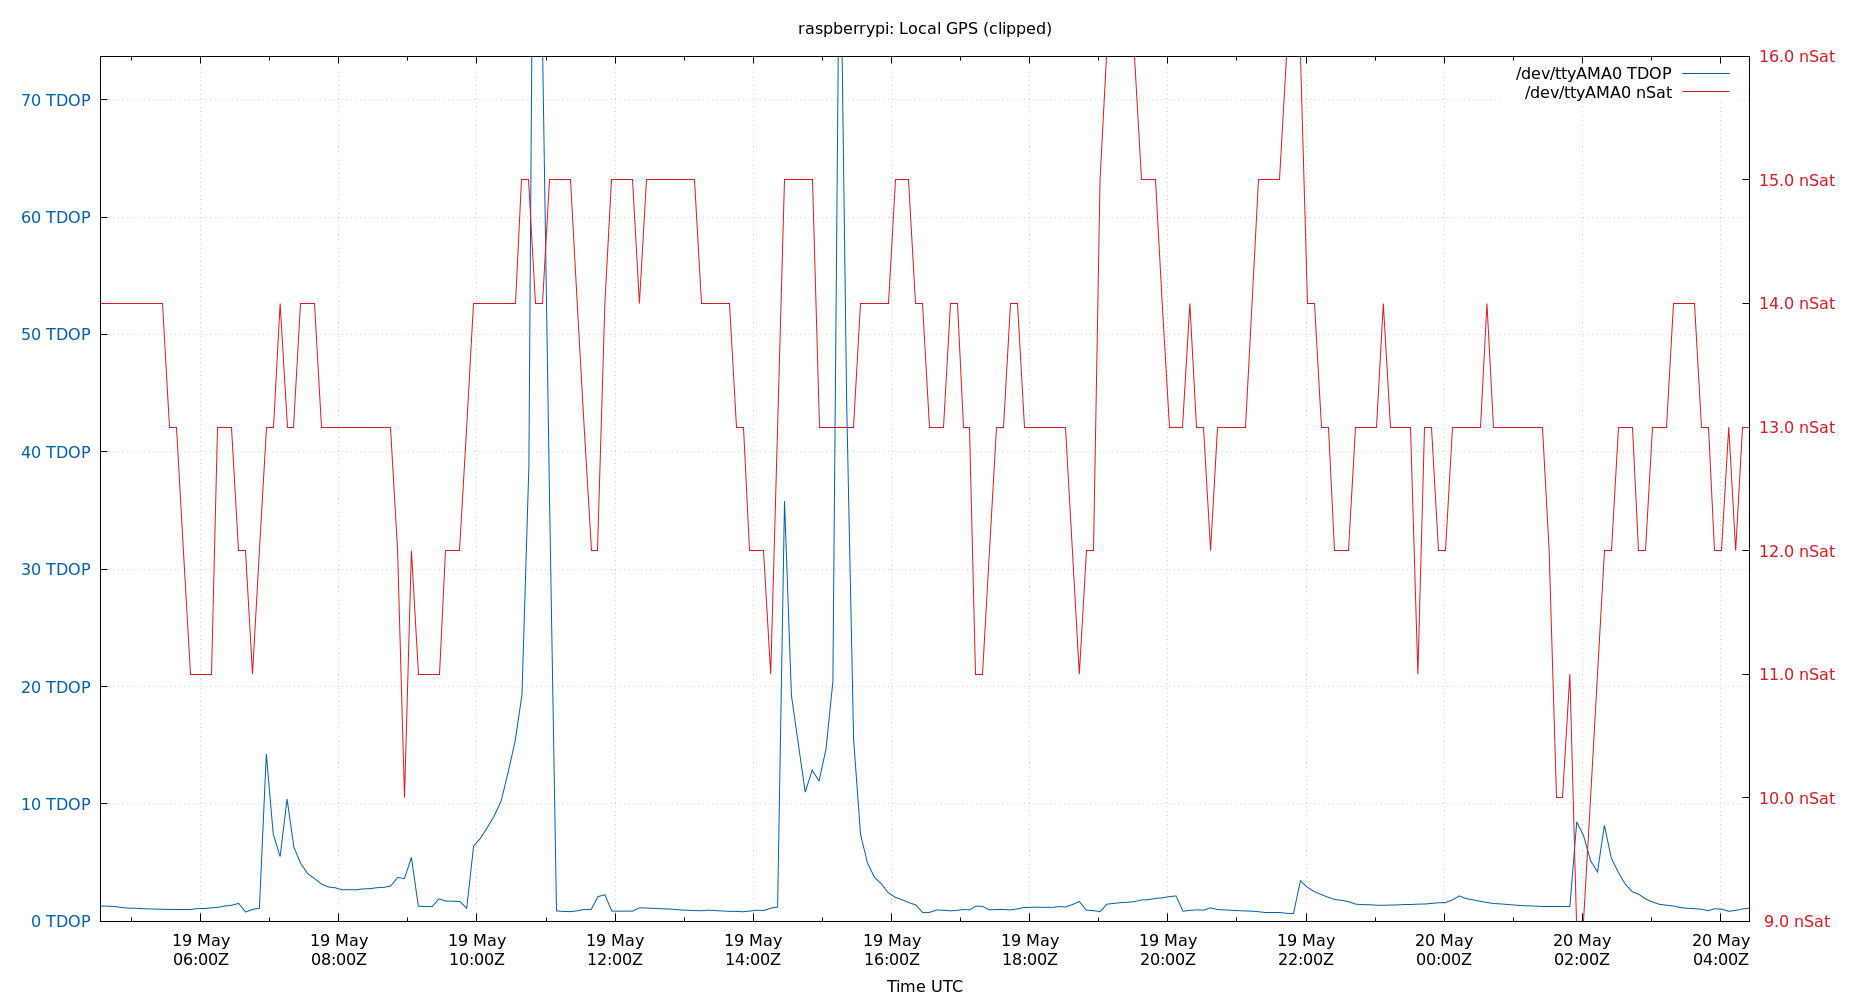 raspberrypi: Local GPS (clipped)
/dev/ttyAMA0 TDOP
/dev/ttyAMA0 nSat
70 TDOP
60 TDOP
50 TDOP
40 TDOP
30 TDOP
20 TDOP
10 TDOP
0 TDOP
16.0 nSat
15.0 nSat
14.0 nSat
13.0 nSat
12.0 nSat
11.0 nSat
10.0 nSat
9.0 nSat
19 May
06:00Z
19 May
08:00Z
19 May
10:00Z
19 May
12:00Z
19 May
14:00Z
19 May
16:00Z
19 May
18:00Z
19 May
20:00Z
19 May
22:00Z
20 May
00:00Z
20 May
02:00Z
20 May
04:00Z
Time UTC